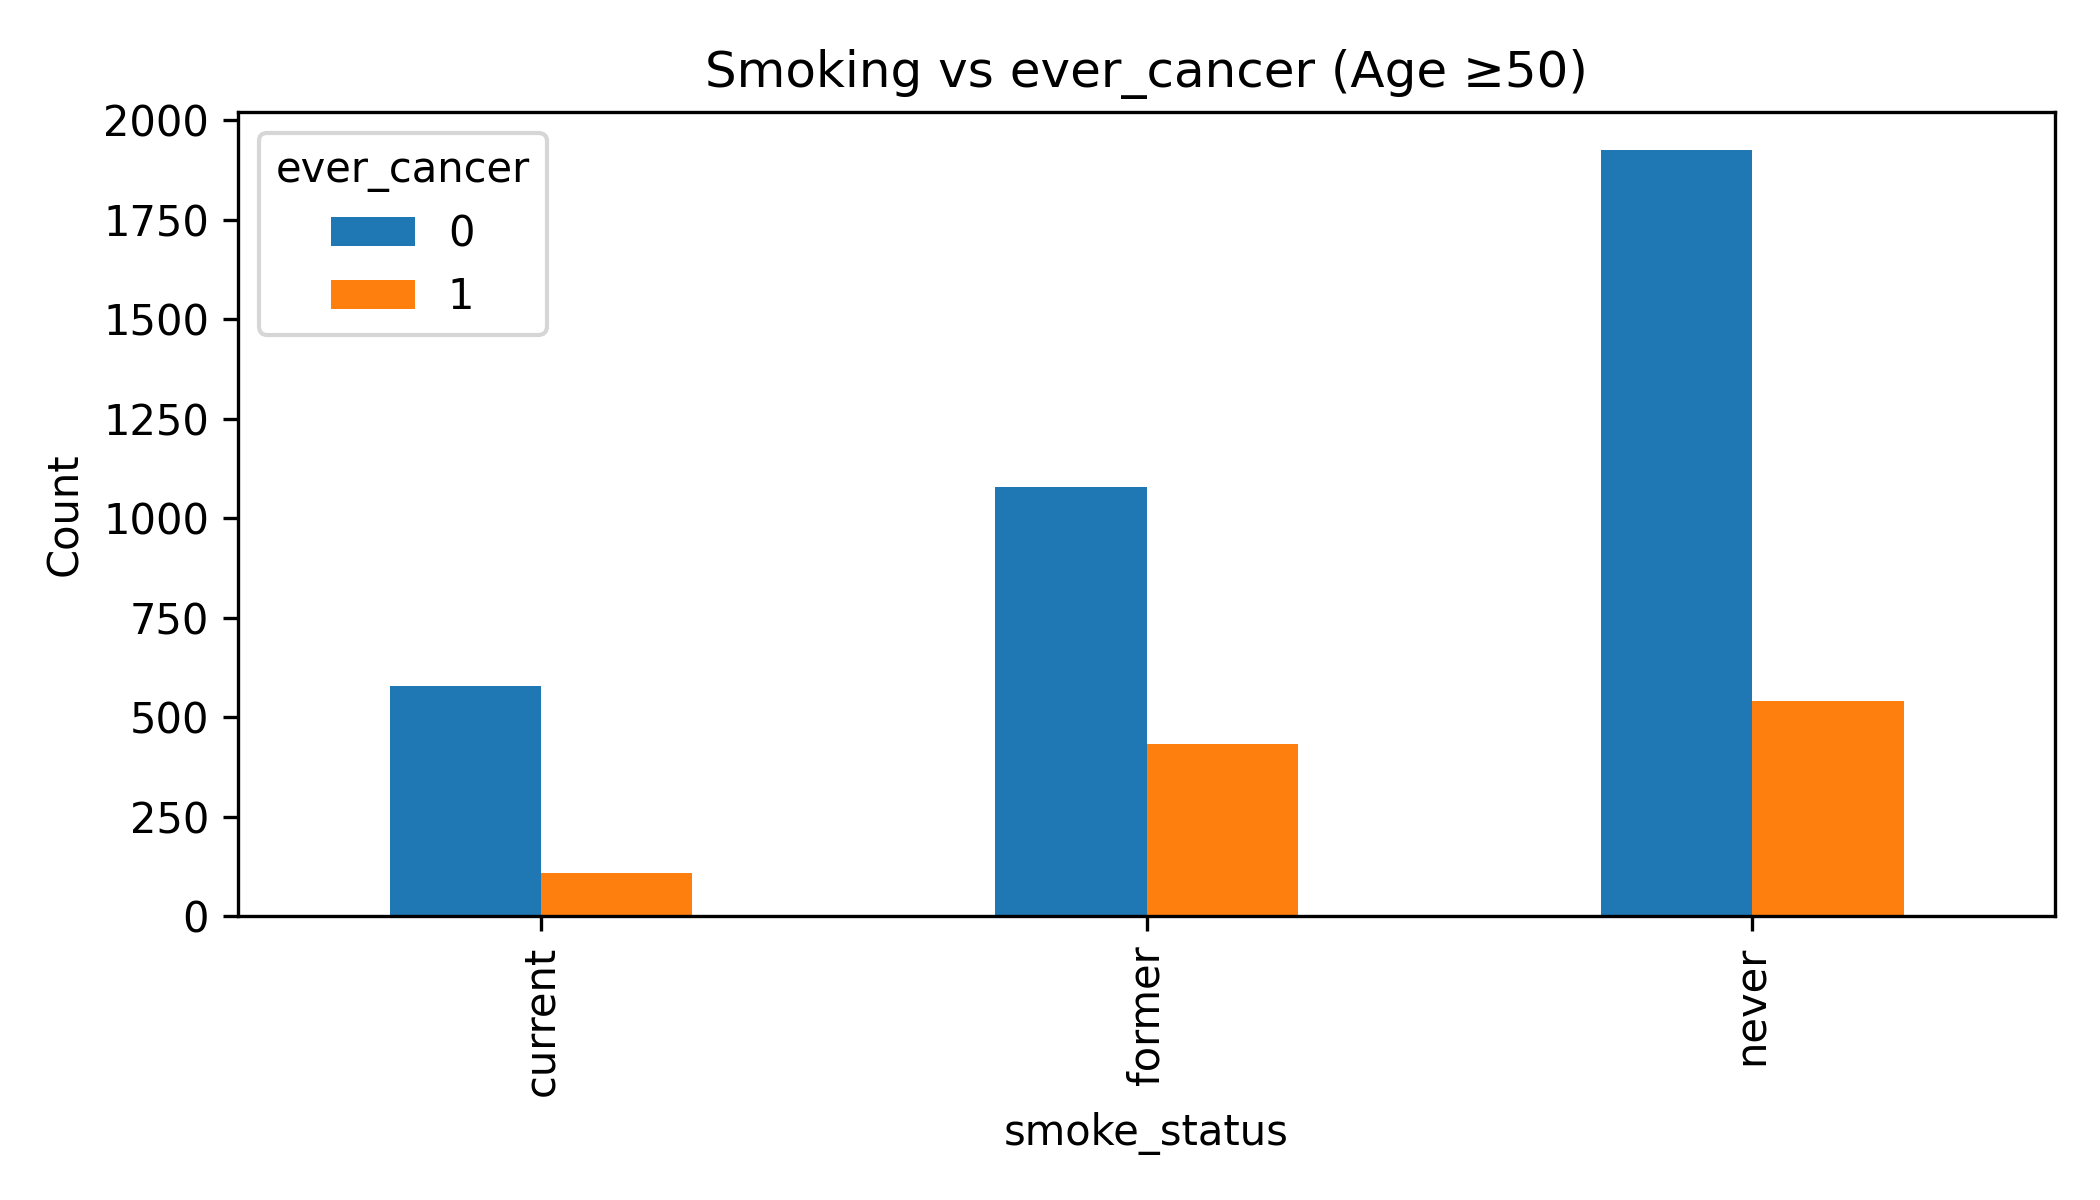 Smoking vs ever_cancer (Age ≥50)
ever_cancer
0
1
Count
2000
1750
1500
1250
1000
750
500
250
0
current
former
never
smoke_status